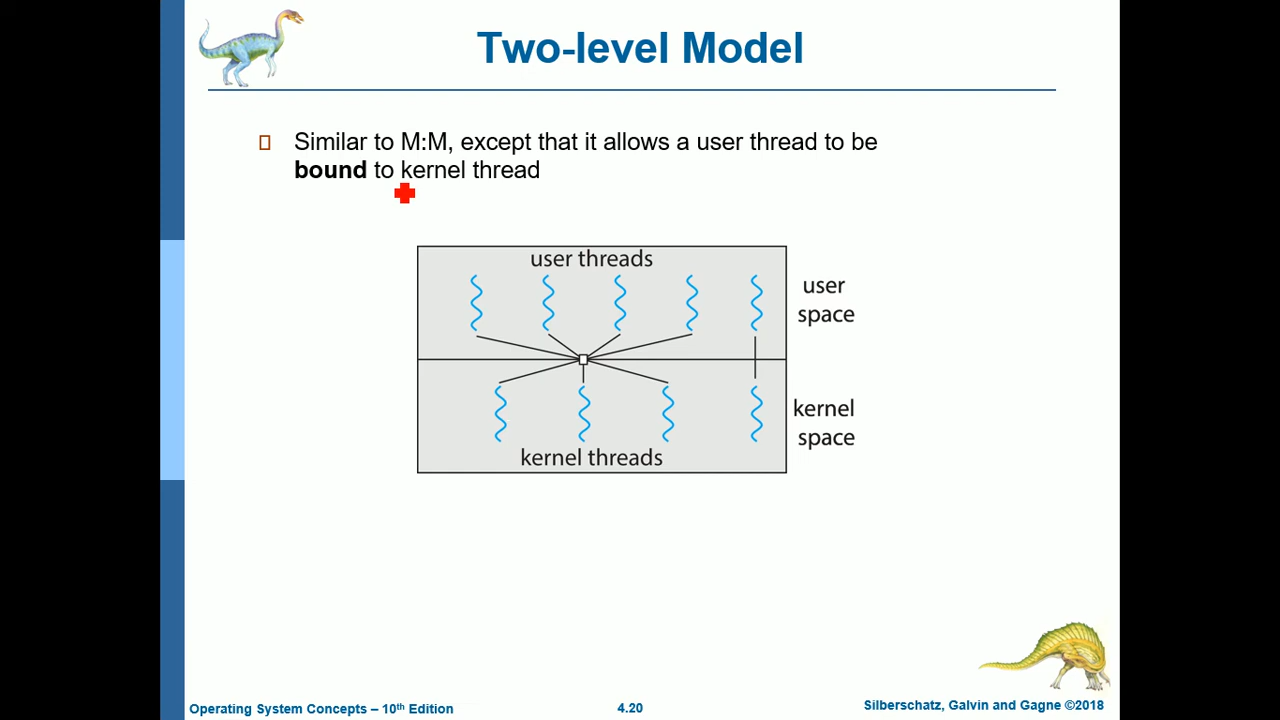 Two-level Model
Similar to M:M, except that it allows a user thread to be
bound to kernel thread
user threads
user
space
kernel
space
kernel threads
Operating System Concepts – 10th Edition
4.20
Silberschatz, Galvin and Gagne ©2018